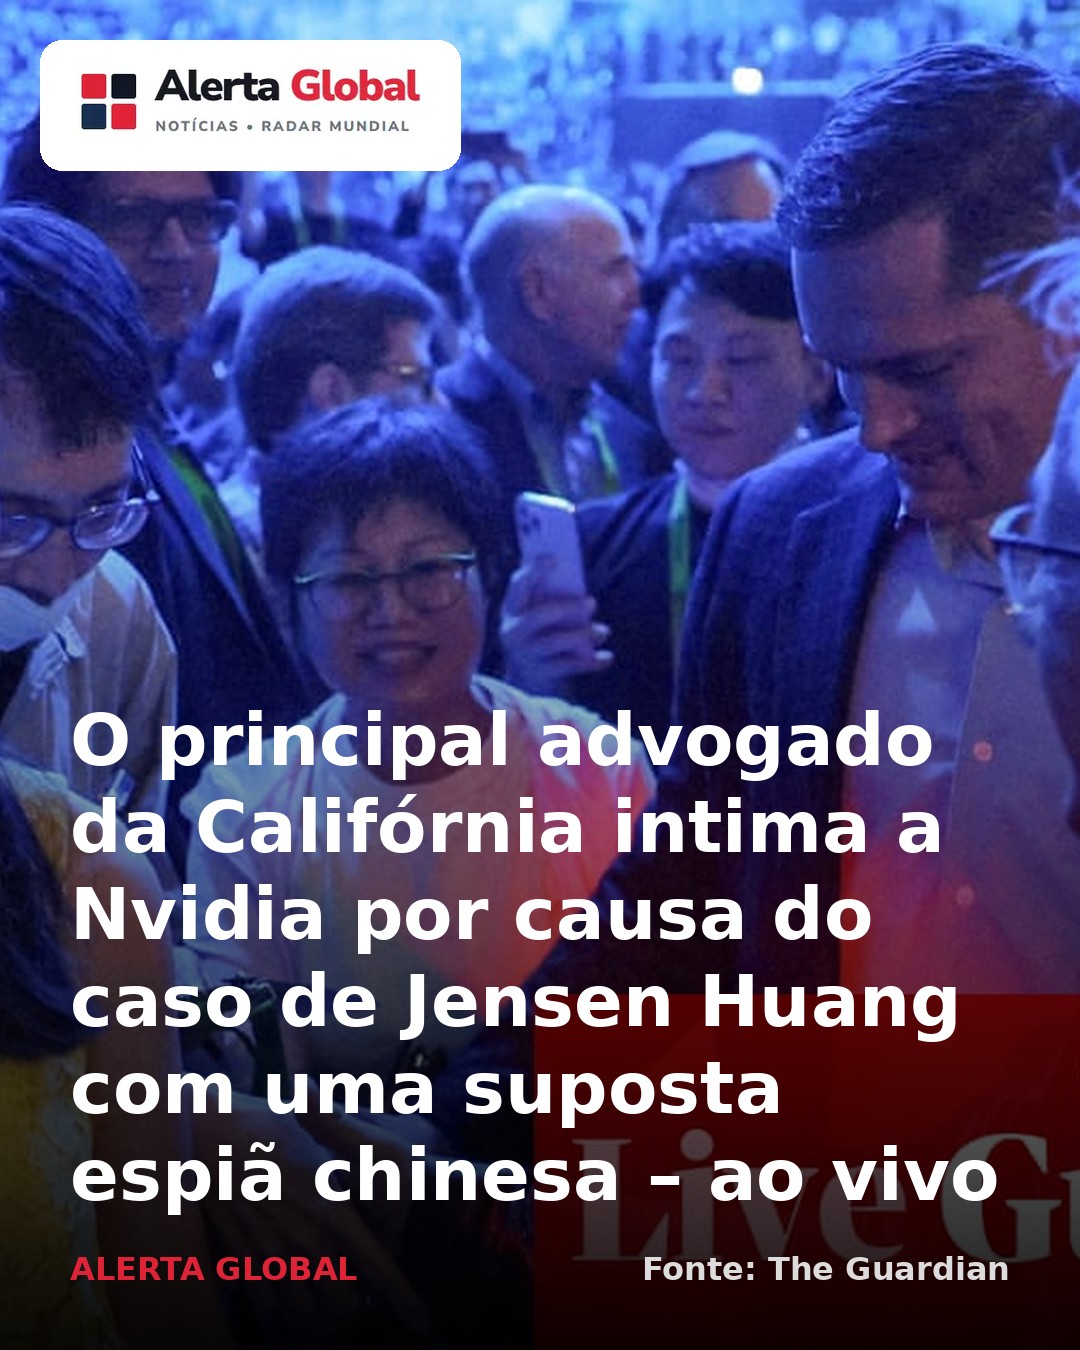 Alerta Global
NOTÍCIAS • RADAR MUNDIAL
O principal advogado
da Califórnia intima a
Nvidia por causa do
caso de Jensen Huang
com uma suposta
espiã chinesa – ao vivo
Live
ALERTA GLOBAL
Fonte: The Guardian